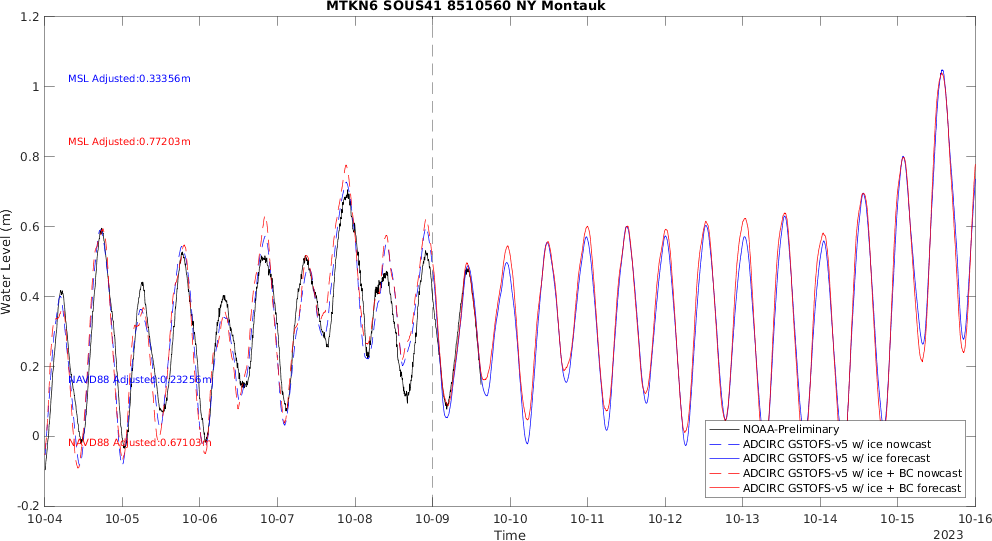 MTKN6 SOUS41 8510560 NY Montauk
1.2
1
0.8
0.6
0.4
0.2
0
-0.2
Water Level (m)
MSL Adjusted:0.33356m
MSL Adjusted:0.77203m
NAVD88 Adjusted:0.23256m
NAVD88 Adjusted:0.67103m
NOAA-Preliminary
ADCIRC GSTOFS-v5 w/ ice nowcast
ADCIRC GSTOFS-v5 w/ ice forecast
ADCIRC GSTOFS-v5 w/ ice + BC nowcast
ADCIRC GSTOFS-v5 w/ ice + BC forecast
10-04 10-05 10-06 10-07 10-08 10-09 10-10 10-11 10-12 10-13 10-14 10-15 10-16
Time
2023